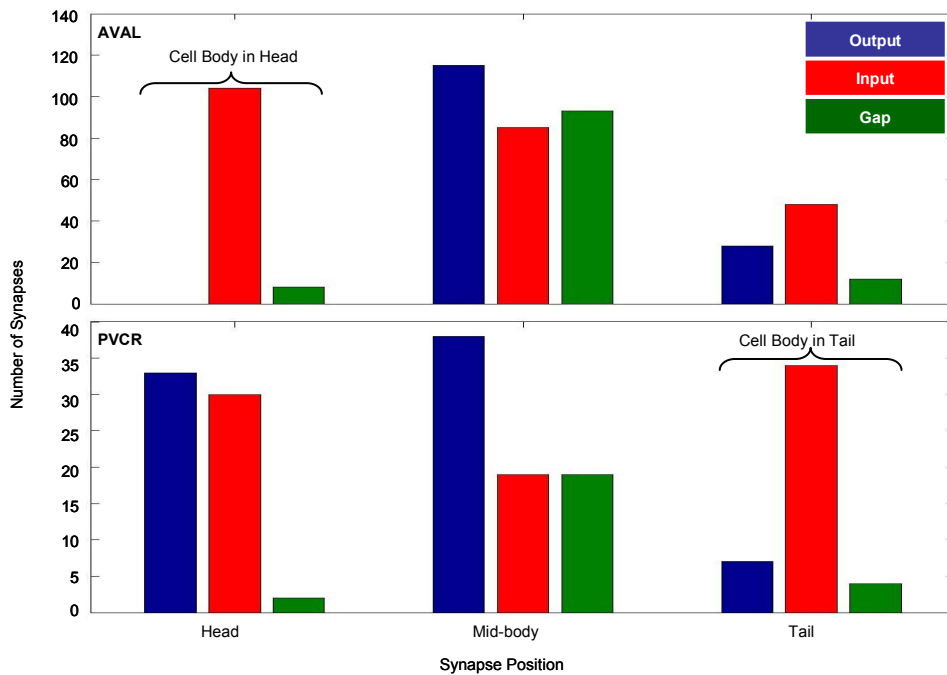 AVAL
Cell Body in Head
Output
Input
Gap
140
120
100
80
60
40
20
0
Number of Synapses
PVCR
Cell Body in Tail
40
35
30
25
20
15
10
5
0
Head
Mid-body
Tail
Synapse Position